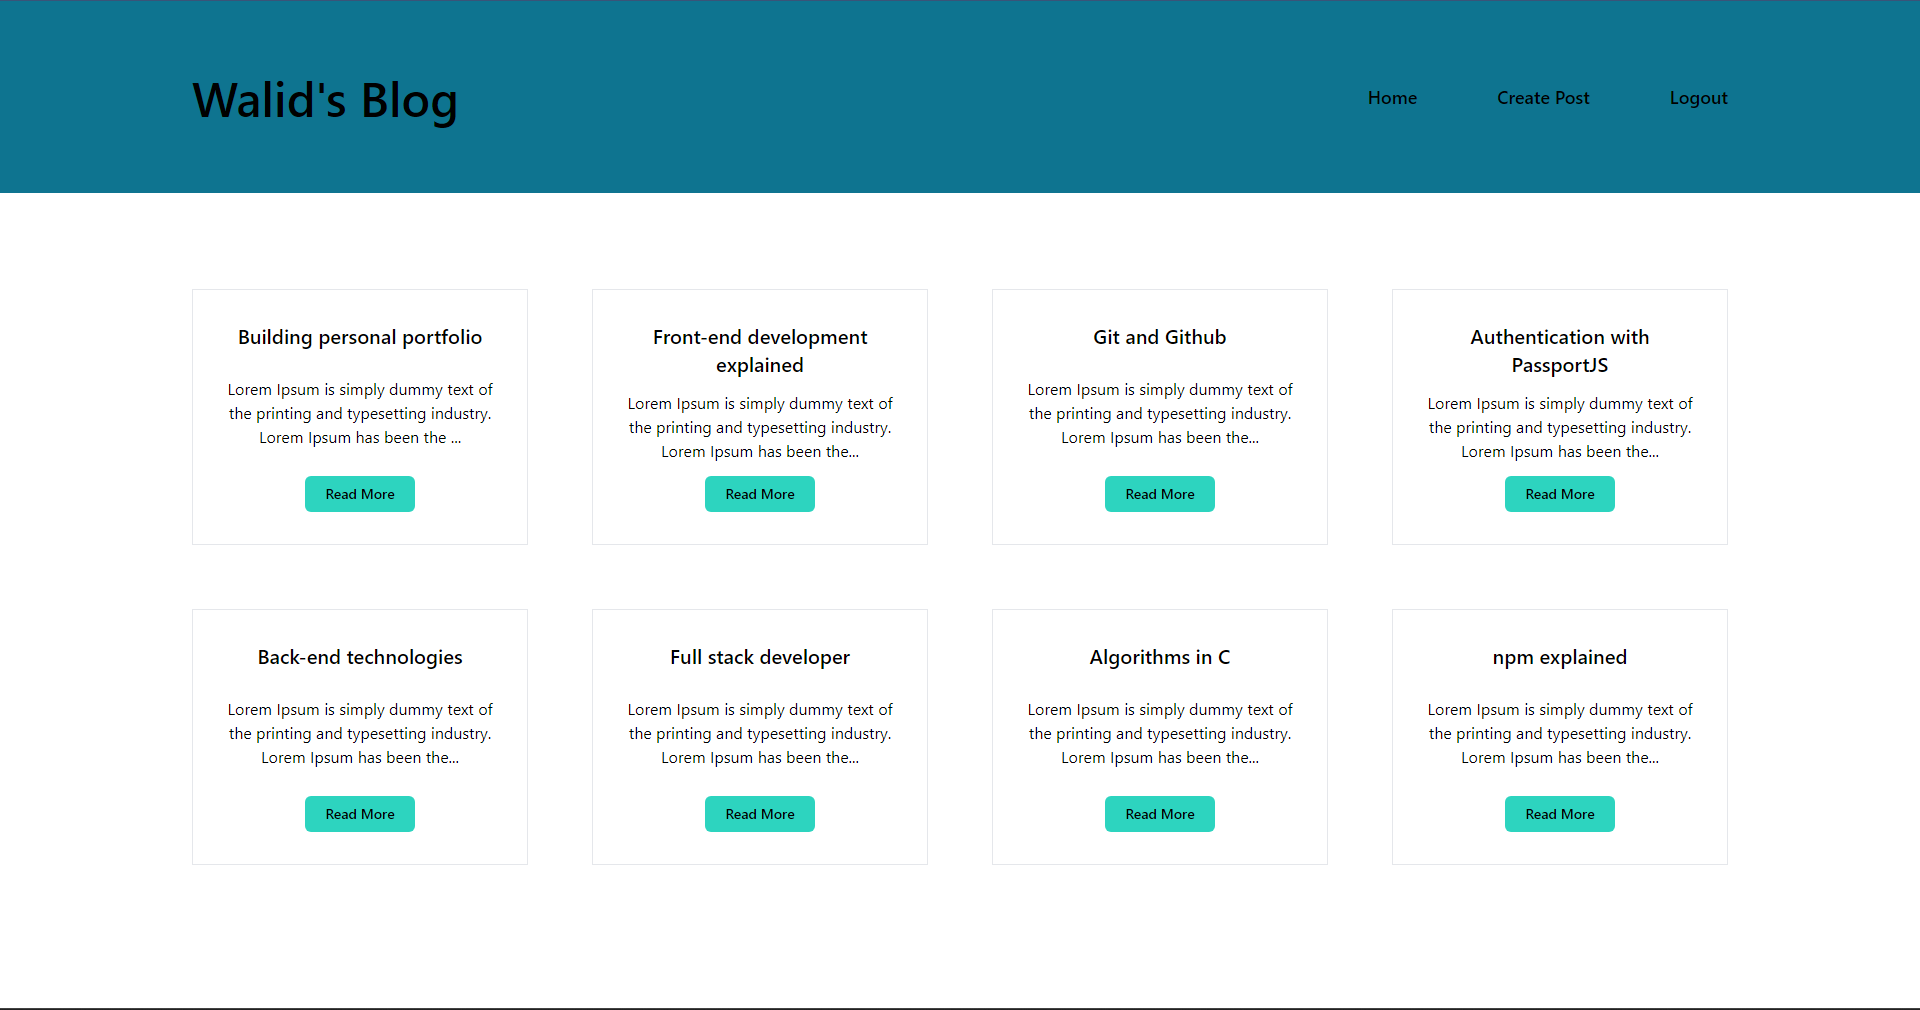 Walid's Blog
Home
Create Post
Logout
Building personal portfolio
Lorem Ipsum is simply dummy text of
the printing and typesetting industry.
Lorem Ipsum has been the ...
Read More
Front-end development
explained
Lorem Ipsum is simply dummy text of
the printing and typesetting industry.
Lorem Ipsum has been the...
Read More
Git and Github
Lorem Ipsum is simply dummy text of
the printing and typesetting industry.
Lorem Ipsum has been the...
Read More
Authentication with
PassportJS
Lorem Ipsum is simply dummy text of
the printing and typesetting industry.
Lorem Ipsum has been the...
Read More
Back-end technologies
Lorem Ipsum is simply dummy text of
the printing and typesetting industry.
Lorem Ipsum has been the...
Read More
Full stack developer
Lorem Ipsum is simply dummy text of
the printing and typesetting industry.
Lorem Ipsum has been the...
Read More
Algorithms in C
Lorem Ipsum is simply dummy text of
the printing and typesetting industry.
Lorem Ipsum has been the...
Read More
npm explained
Lorem Ipsum is simply dummy text of
the printing and typesetting industry.
Lorem Ipsum has been the...
Read More